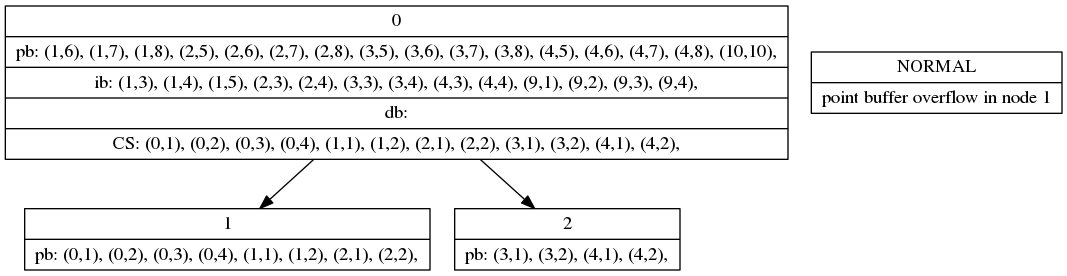 0
pb: (1,6), (1,7), (1,8), (2,5), (2,6), (2,7), (2,8), (3,5), (3,6), (3,7), (3,8), (4,5), (4,6), (4,7), (4,8), (10,10),
ib: (1,3), (1,4), (1,5), (2,3), (2,4), (3,3), (3,4), (4,3), (4,4), (9,1), (9,2), (9,3), (9,4),
db:
CS: (0,1), (0,2), (0,3), (0,4), (1,1), (1,2), (2,1), (2,2), (3,1), (3,2), (4,1), (4,2),
NORMAL
point buffer overflow in node 1
1
pb: (0,1), (0,2), (0,3), (0,4), (1,1), (1,2), (2,1), (2,2),
2
pb: (3,1), (3,2), (4,1), (4,2),